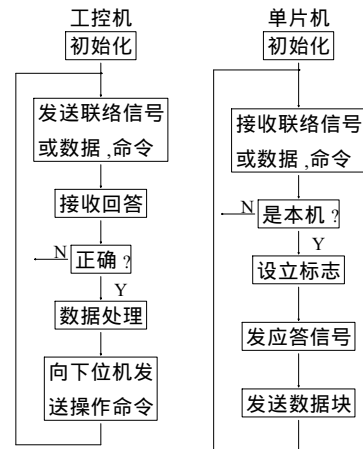 工控机
初始化
发送联络信号
或数据,命令
接收回答
N
正确?
Y
数据处理
向下位机发
送操作命令
单片机
初始化
接收联络信号
或数据,命令
N
是本机?
Y
设立标志
发应答信号
发送数据块